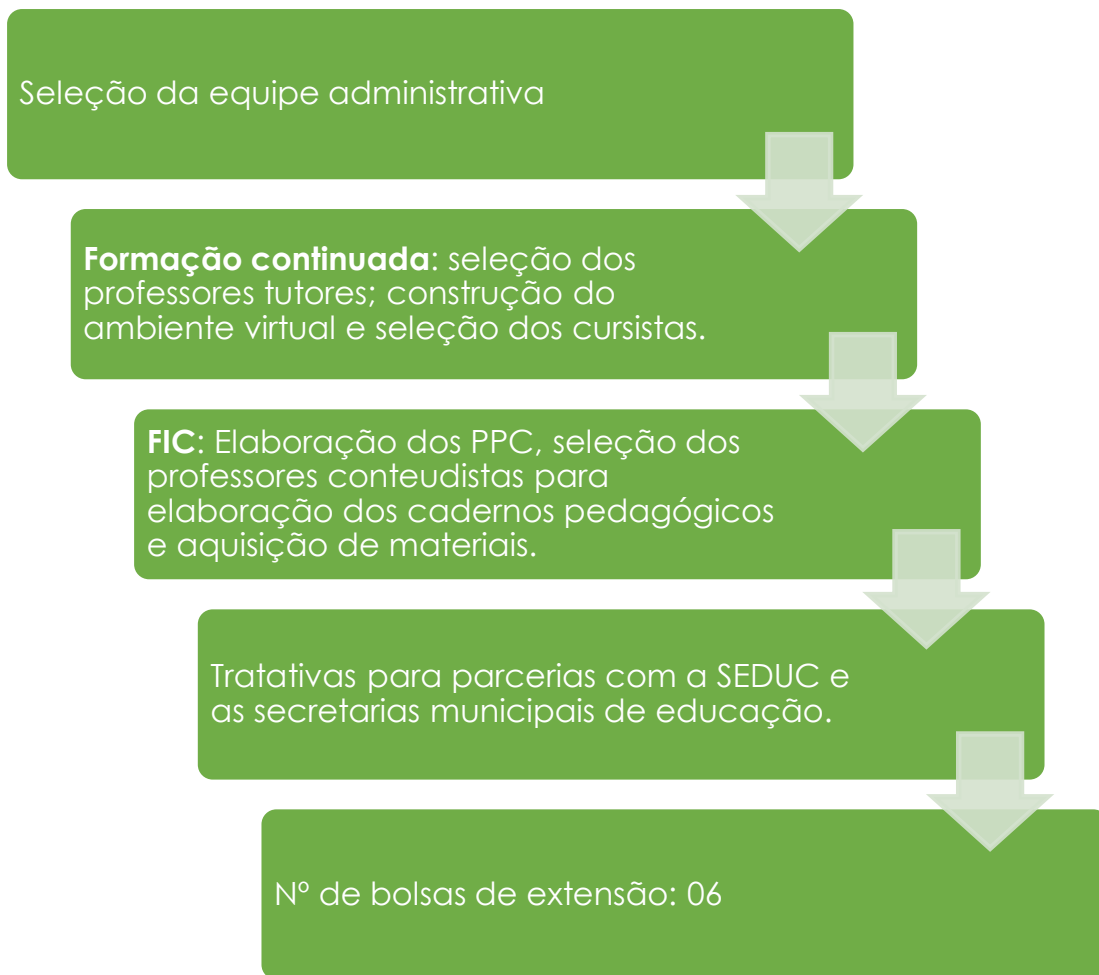 Seleção da equipe administrativa
Formação continuada: seleção dos
professores tutores; construção do
ambiente virtual e seleção dos cursistas.
FIC: Elaboração dos PPC, seleção dos
professores conteudistas para
elaboração dos cadernos pedagógicos
e aquisição de materiais.
Tratativas para parcerias com a SEDUC e
as secretarias municipais de educação.
Nº de bolsas de extensão: 06